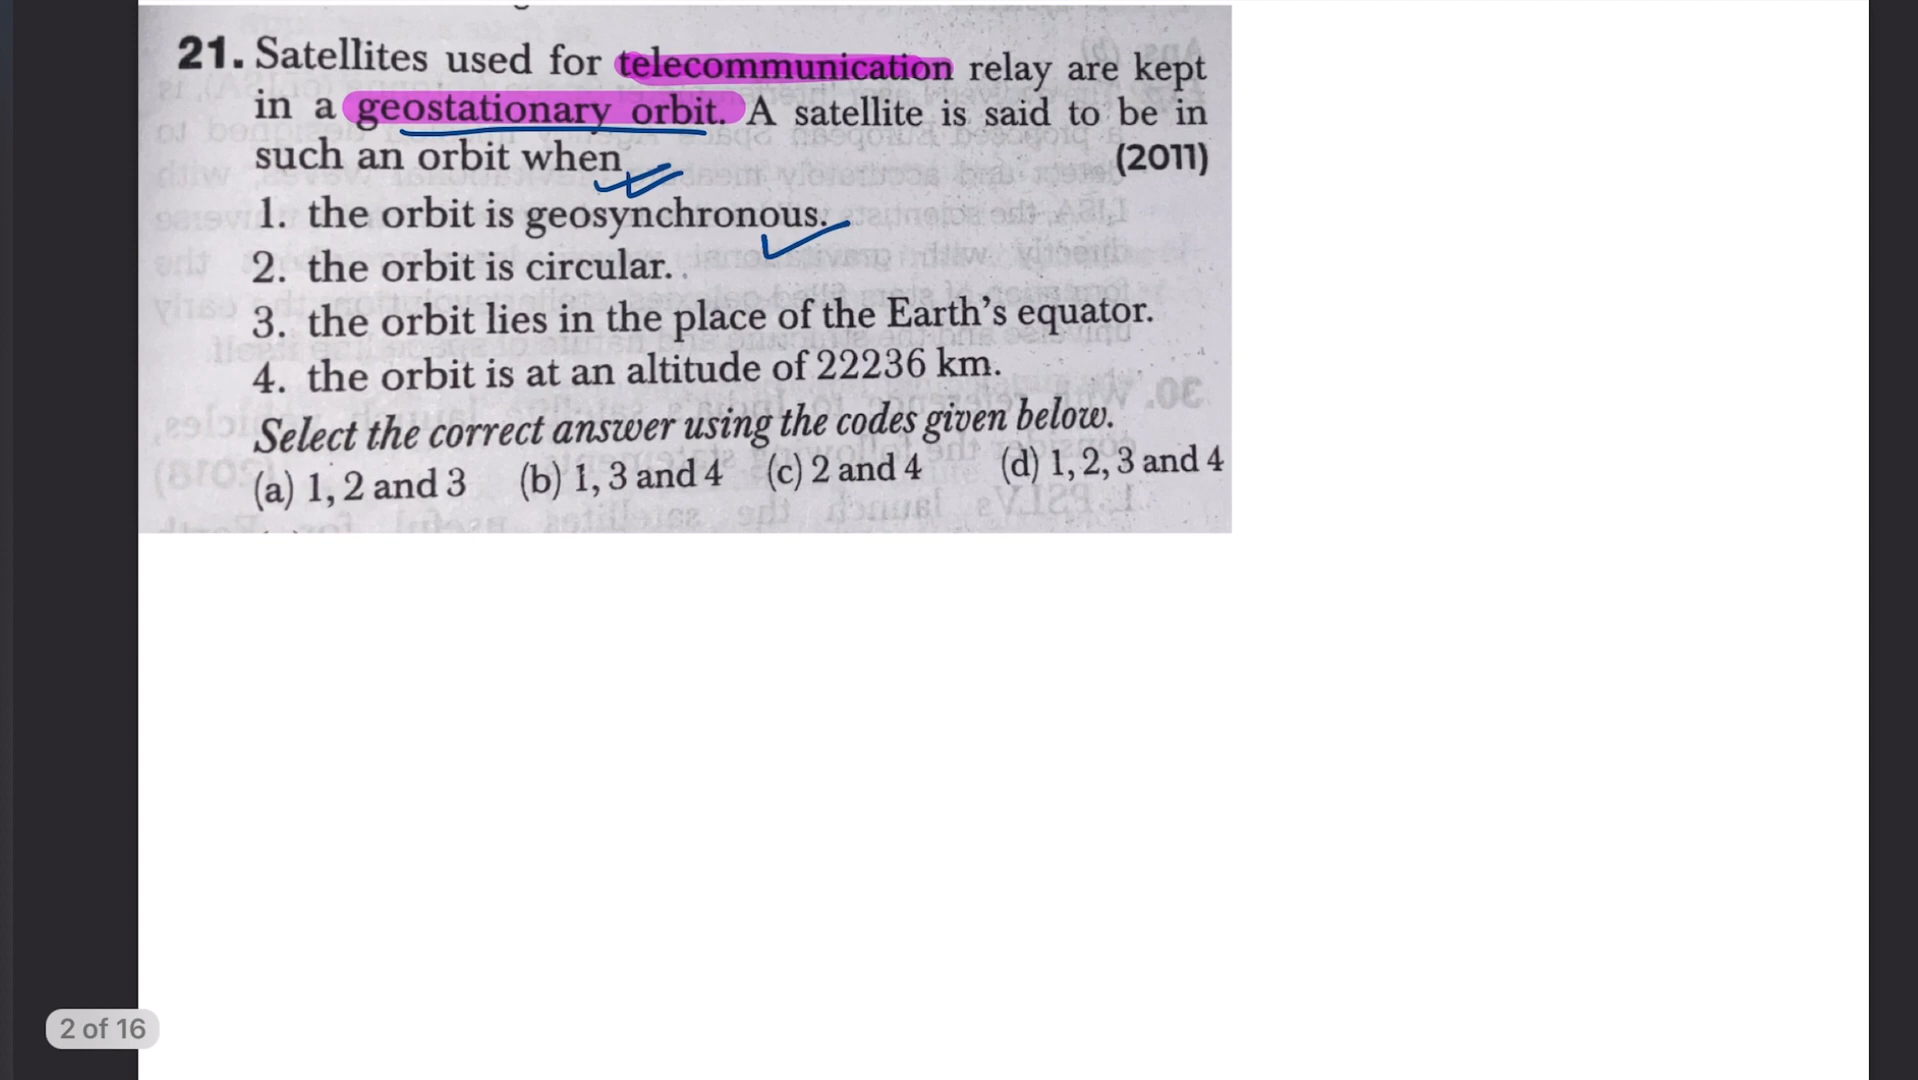 21. Satellites used for telecommunication relay are kept
in a geostationary orbit. A satellite is said to be in
such an orbit when (2011)
1. the orbit is geosynchronous.
2. the orbit is circular.
3. the orbit lies in the place of the Earth's equator.
4. the orbit is at an altitude of 22236 km.
Select the correct answer using the codes given below.
(a) 1, 2 and 3 (b) 1, 3 and 4 (c) 2 and 4 (d) 1, 2, 3 and 4
2 of 16